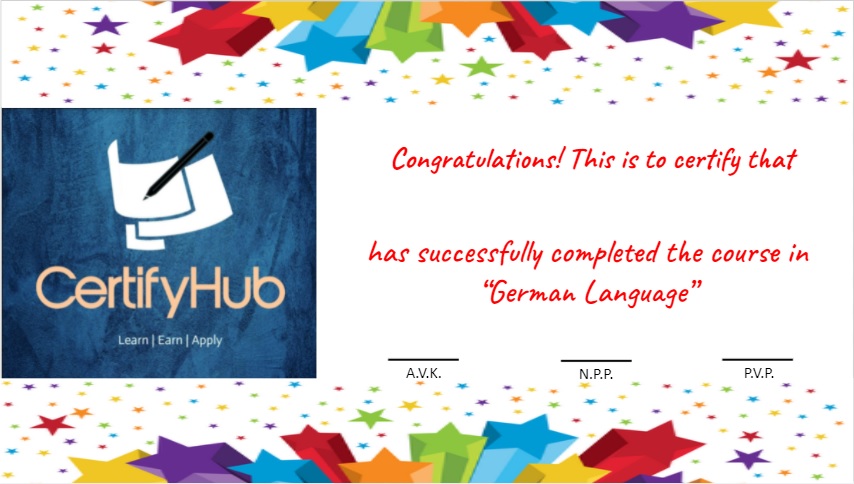 Congratulations! This is to certify that
has successfully completed the course in
“German Language”
CertifyHub
Learn | Earn | Apply
A.V.K.
N.P.P.
P.V.P.